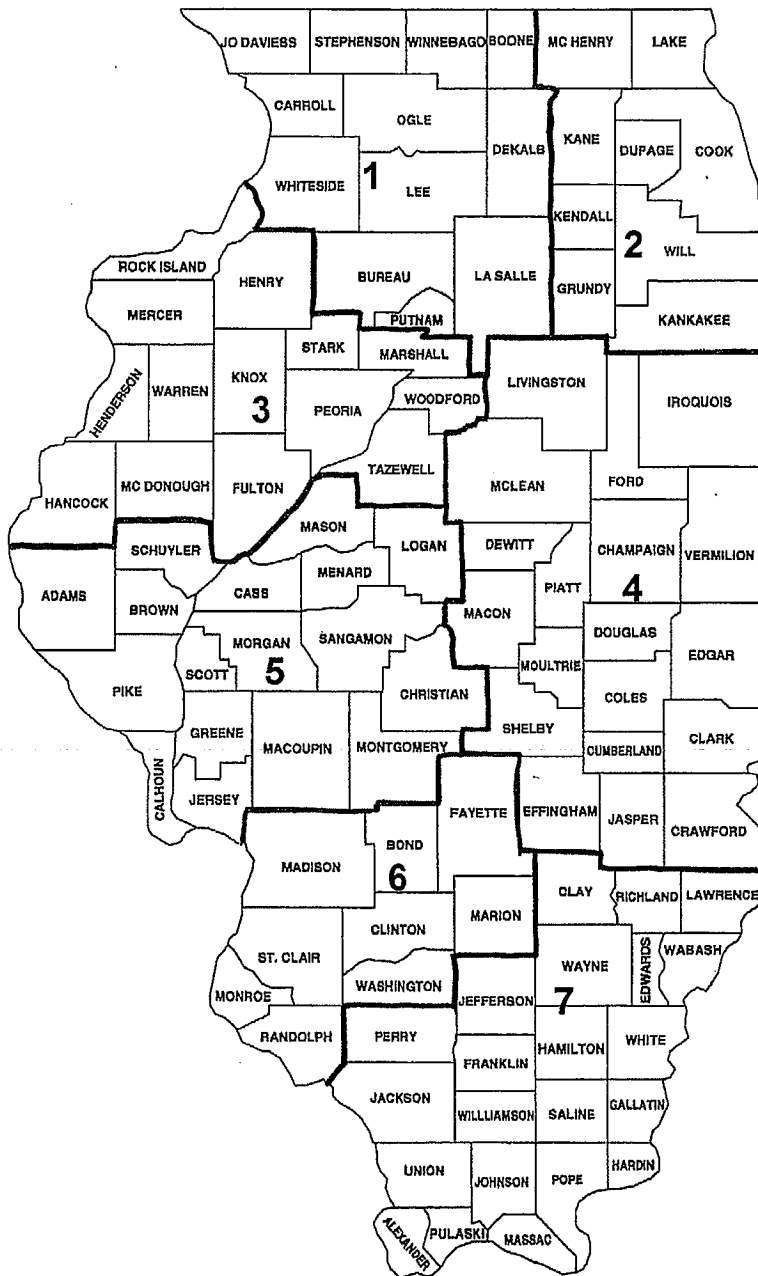 JO DAVIESS STEPHENSON WINNEBAGO BOONE MC HENRY LAKE
CARROLL OGLE DEKALB KANE DUPAGE COOK
WHITESIDE 1 LEE KENDALL 2 WILL
ROCK ISLAND HENRY BUREAU LA SALLE GRUNDY
MERCER PUTNAM KANKAKEE
STARK MARSHALL
HENDERSON WARREN KNOX 3 PEORIA WOODFORD LIVINGSTON IROQUOIS
HANCOCK MC DONOUGH FULTON TAZEWELL MCLEAN FORD
MASON
SCHUYLER LOGAN DEWITT CHAMPAIGN VERMILION
ADAMS BROWN CASS MENARD MACON PIATT 4
MORGAN SANGAMON DOUGLAS EDGAR
PIKE SCOTT 5 CHRISTIAN MOULTRIE COLES
GREENE MACOUPIN MONTGOMERY SHELBY CUMBERLAND CLARK
CALHOUN JERSEY FAYETTE EFFINGHAM JASPER CRAWFORD
MADISON BOND
6 CLAY RICHLAND LAWRENCE
ST. CLAIR CLINTON MARION WAYNE EDWARDS WABASH
MONROE WASHINGTON JEFFERSON 7
RANDOLPH PERRY HAMILTON WHITE
FRANKLIN
JACKSON WILLLIAMSON SALINE GALLATIN
UNION JOHNSON POPE HARDIN
ALEXANDER PULASKI MASSAC